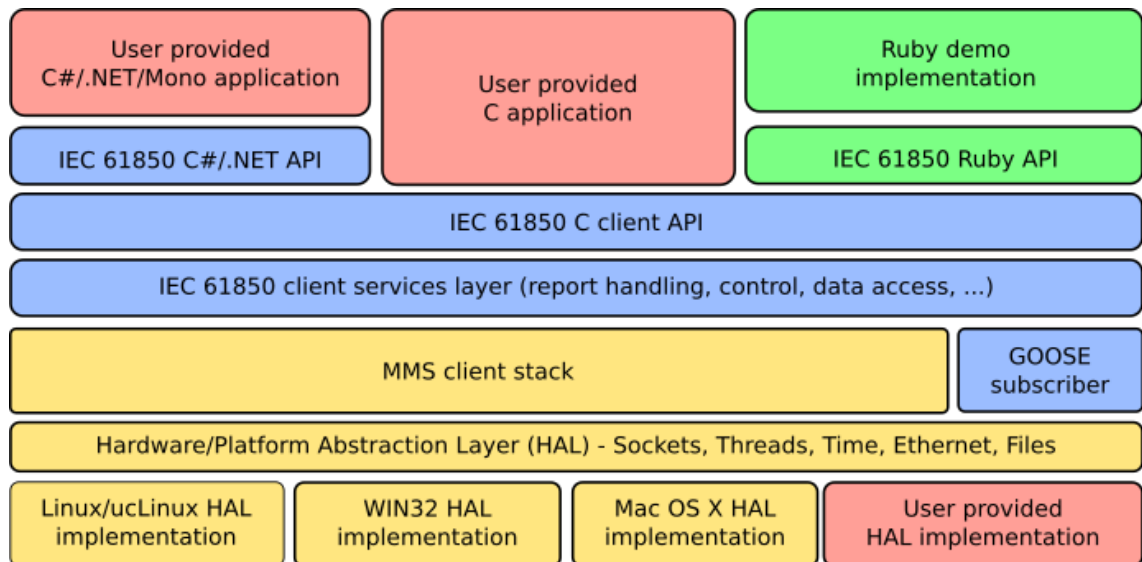 User provided
C#/.NET/Mono application
User provided
C application
Ruby demo
implementation
IEC 61850 C#/.NET API
IEC 61850 Ruby API
IEC 61850 C client API
IEC 61850 client services layer (report handling, control, data access, ...)
MMS client stack
GOOSE
subscriber
Hardware/Platform Abstraction Layer (HAL) - Sockets, Threads, Time, Ethernet, Files
Linux/ucLinux HAL
implementation
WIN32 HAL
implementation
Mac OS X HAL
implementation
User provided
HAL implementation